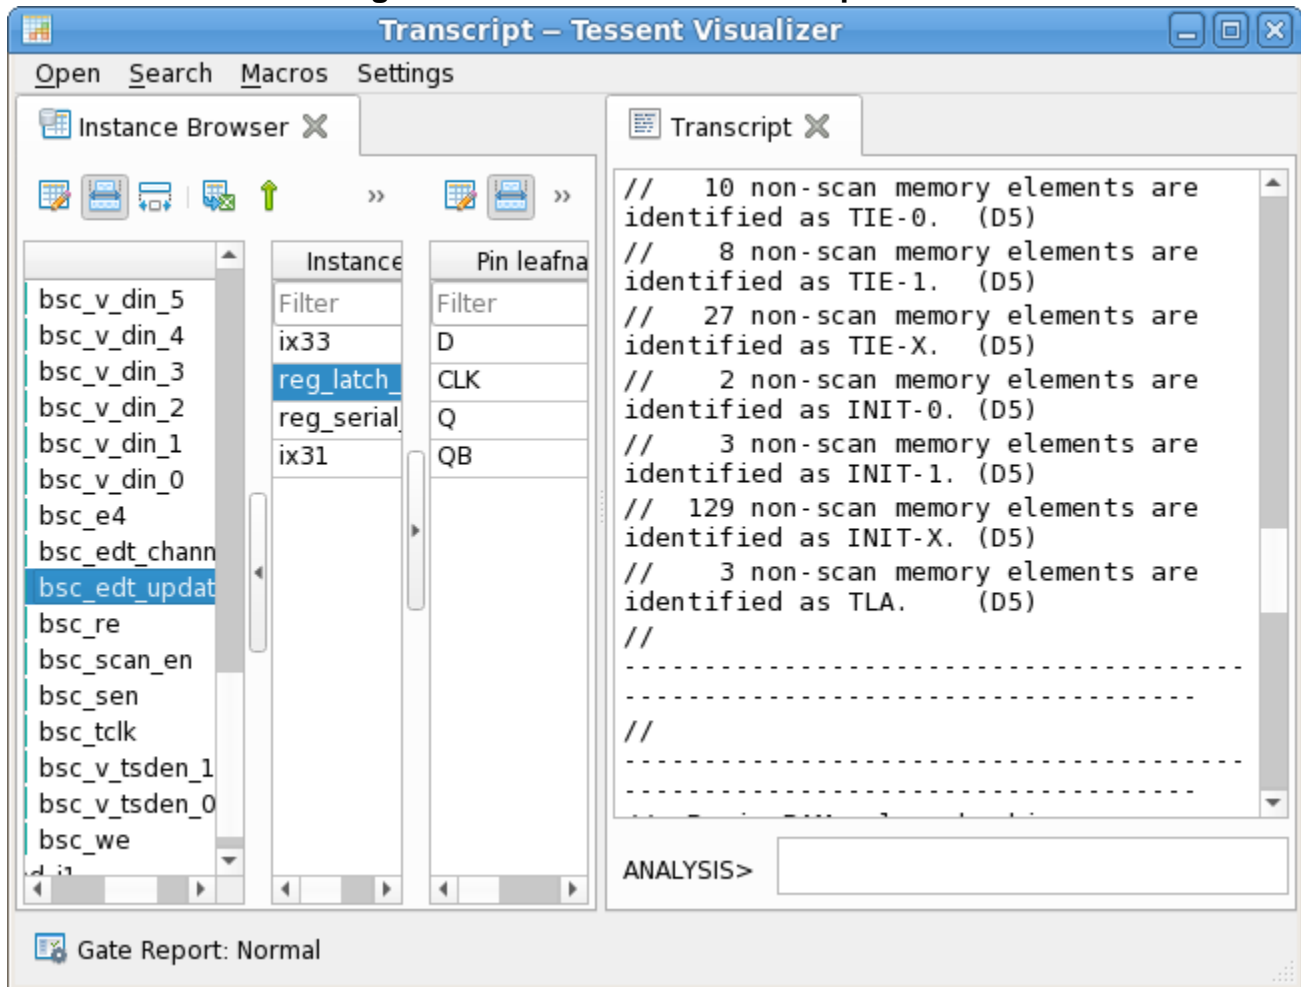 Transcript – Tessent Visualizer
Open Search Macros Settings
Instance Browser
Transcript
bsc_v_din_5
bsc_v_din_4
bsc_v_din_3
bsc_v_din_2
bsc_v_din_1
bsc_v_din_0
bsc_e4
bsc_edt_chann
bsc_edt_updat
bsc_re
bsc_scan_en
bsc_sen
bsc_tclk
bsc_v_tsden_1
bsc_v_tsden_0
bsc_we
Instance
Filter
ix33
reg_latch_
reg_serial_
ix31
Pin leafna
Filter
D
CLK
Q
QB
// 10 non-scan memory elements are
identified as TIE-0. (D5)
// 8 non-scan memory elements are
identified as TIE-1. (D5)
// 27 non-scan memory elements are
identified as TIE-X. (D5)
// 2 non-scan memory elements are
identified as INIT-0. (D5)
// 3 non-scan memory elements are
identified as INIT-1. (D5)
// 129 non-scan memory elements are
identified as INIT-X. (D5)
// 3 non-scan memory elements are
identified as TLA. (D5)
//
---------------------------------------
------------------------------------
//
---------------------------------------
------------------------------------
ANALYSIS>
Gate Report: Normal